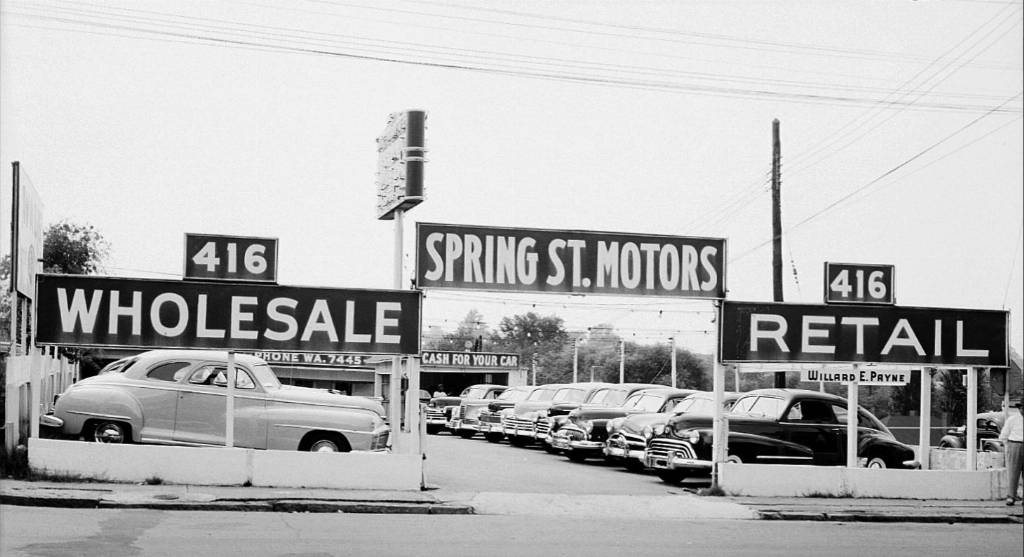 416
WHOLESALE
SPRING ST. MOTORS
416
RETAIL
PHONE WA. 7445
CASH FOR YOUR CAR
WILLARD E. PAYNE